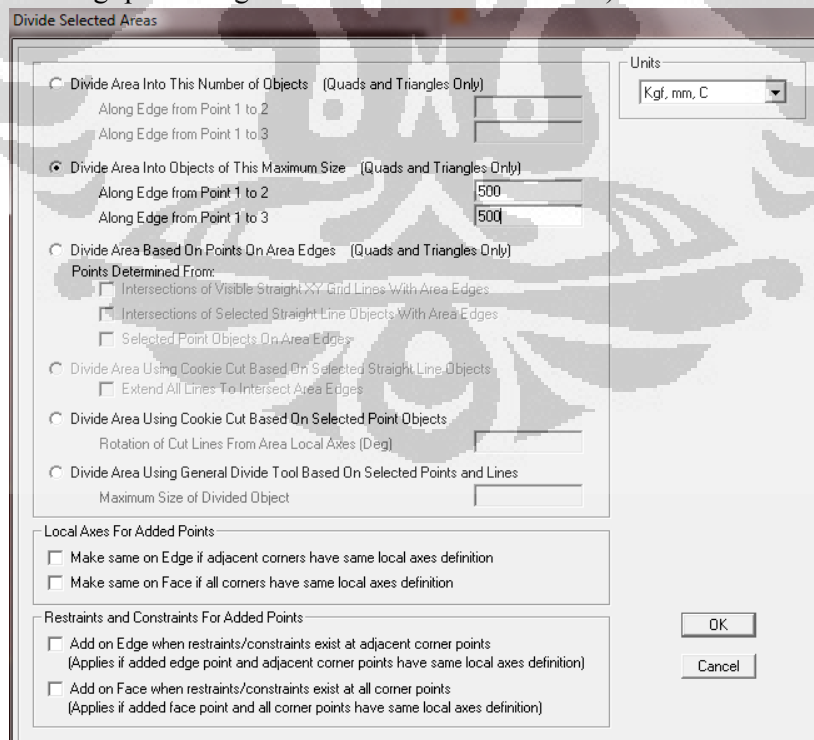 Divide Selected Areas
Divide Area Into This Number of Objects (Quads and Triangles Only)
Along Edge from Point 1 to 2
Along Edge from Point 1 to 3
Divide Area Into Objects of This Maximum Size (Quads and Triangles Only)
Along Edge from Point 1 to 2 500
Along Edge from Point 1 to 3 500
Divide Area Based On Points On Area Edges (Quads and Triangles Only)
Points Determined From:
Intersections of Visible Straight XY Grid Lines With Area Edges
Intersections of Selected Straight Line Objects With Area Edges
Selected Point Objects On Area Edges
Divide Area Using Cookie Cut Based On Selected Straight Line Objects
Extend All Lines To Intersect Area Edges
Divide Area Using Cookie Cut Based On Selected Point Objects
Rotation of Cut Lines From Area Local Axes (Deg)
Divide Area Using General Divide Tool Based On Selected Points and Lines
Maximum Size of Divided Object
Units
Kgf, mm, C
Local Axes For Added Points
Make same on Edge if adjacent corners have same local axes definition
Make same on Face if all corners have same local axes definition
Restraints and Constraints For Added Points
Add on Edge when restraints/constraints exist at adjacent corner points
(Applies if added edge point and adjacent corner points have same local axes definition)
Add on Face when restraints/constraints exist at all corner points
(Applies if added face point and all corner points have same local axes definition)
OK
Cancel